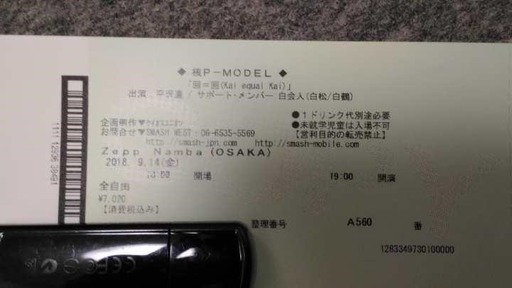 ◆ 核P-MODEL ◆
「回＝回(Kai equal Kai)」
出演：平沢進 / サポート・メンバー 会人(白松/白鶴)
企画制作▼
●1ドリンク代別途必要
お問合せ▼SMASH WEST：06-6535-5569
●未就学児童は入場不可
http://smash-jpn.com http://smash-mobile.com
【営利目的の転売禁止】
Zepp Namba (OSAKA)
2018. 9.14(金)
開場 19:00 開演
全自由
¥7,020
【消費税込み】
整理番号 A560 番
1283349730100000